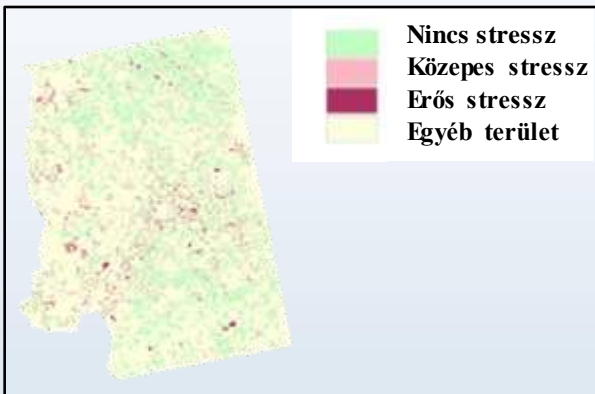 Nincs stressz
Közepes stressz
Erős stressz
Egyéb terület